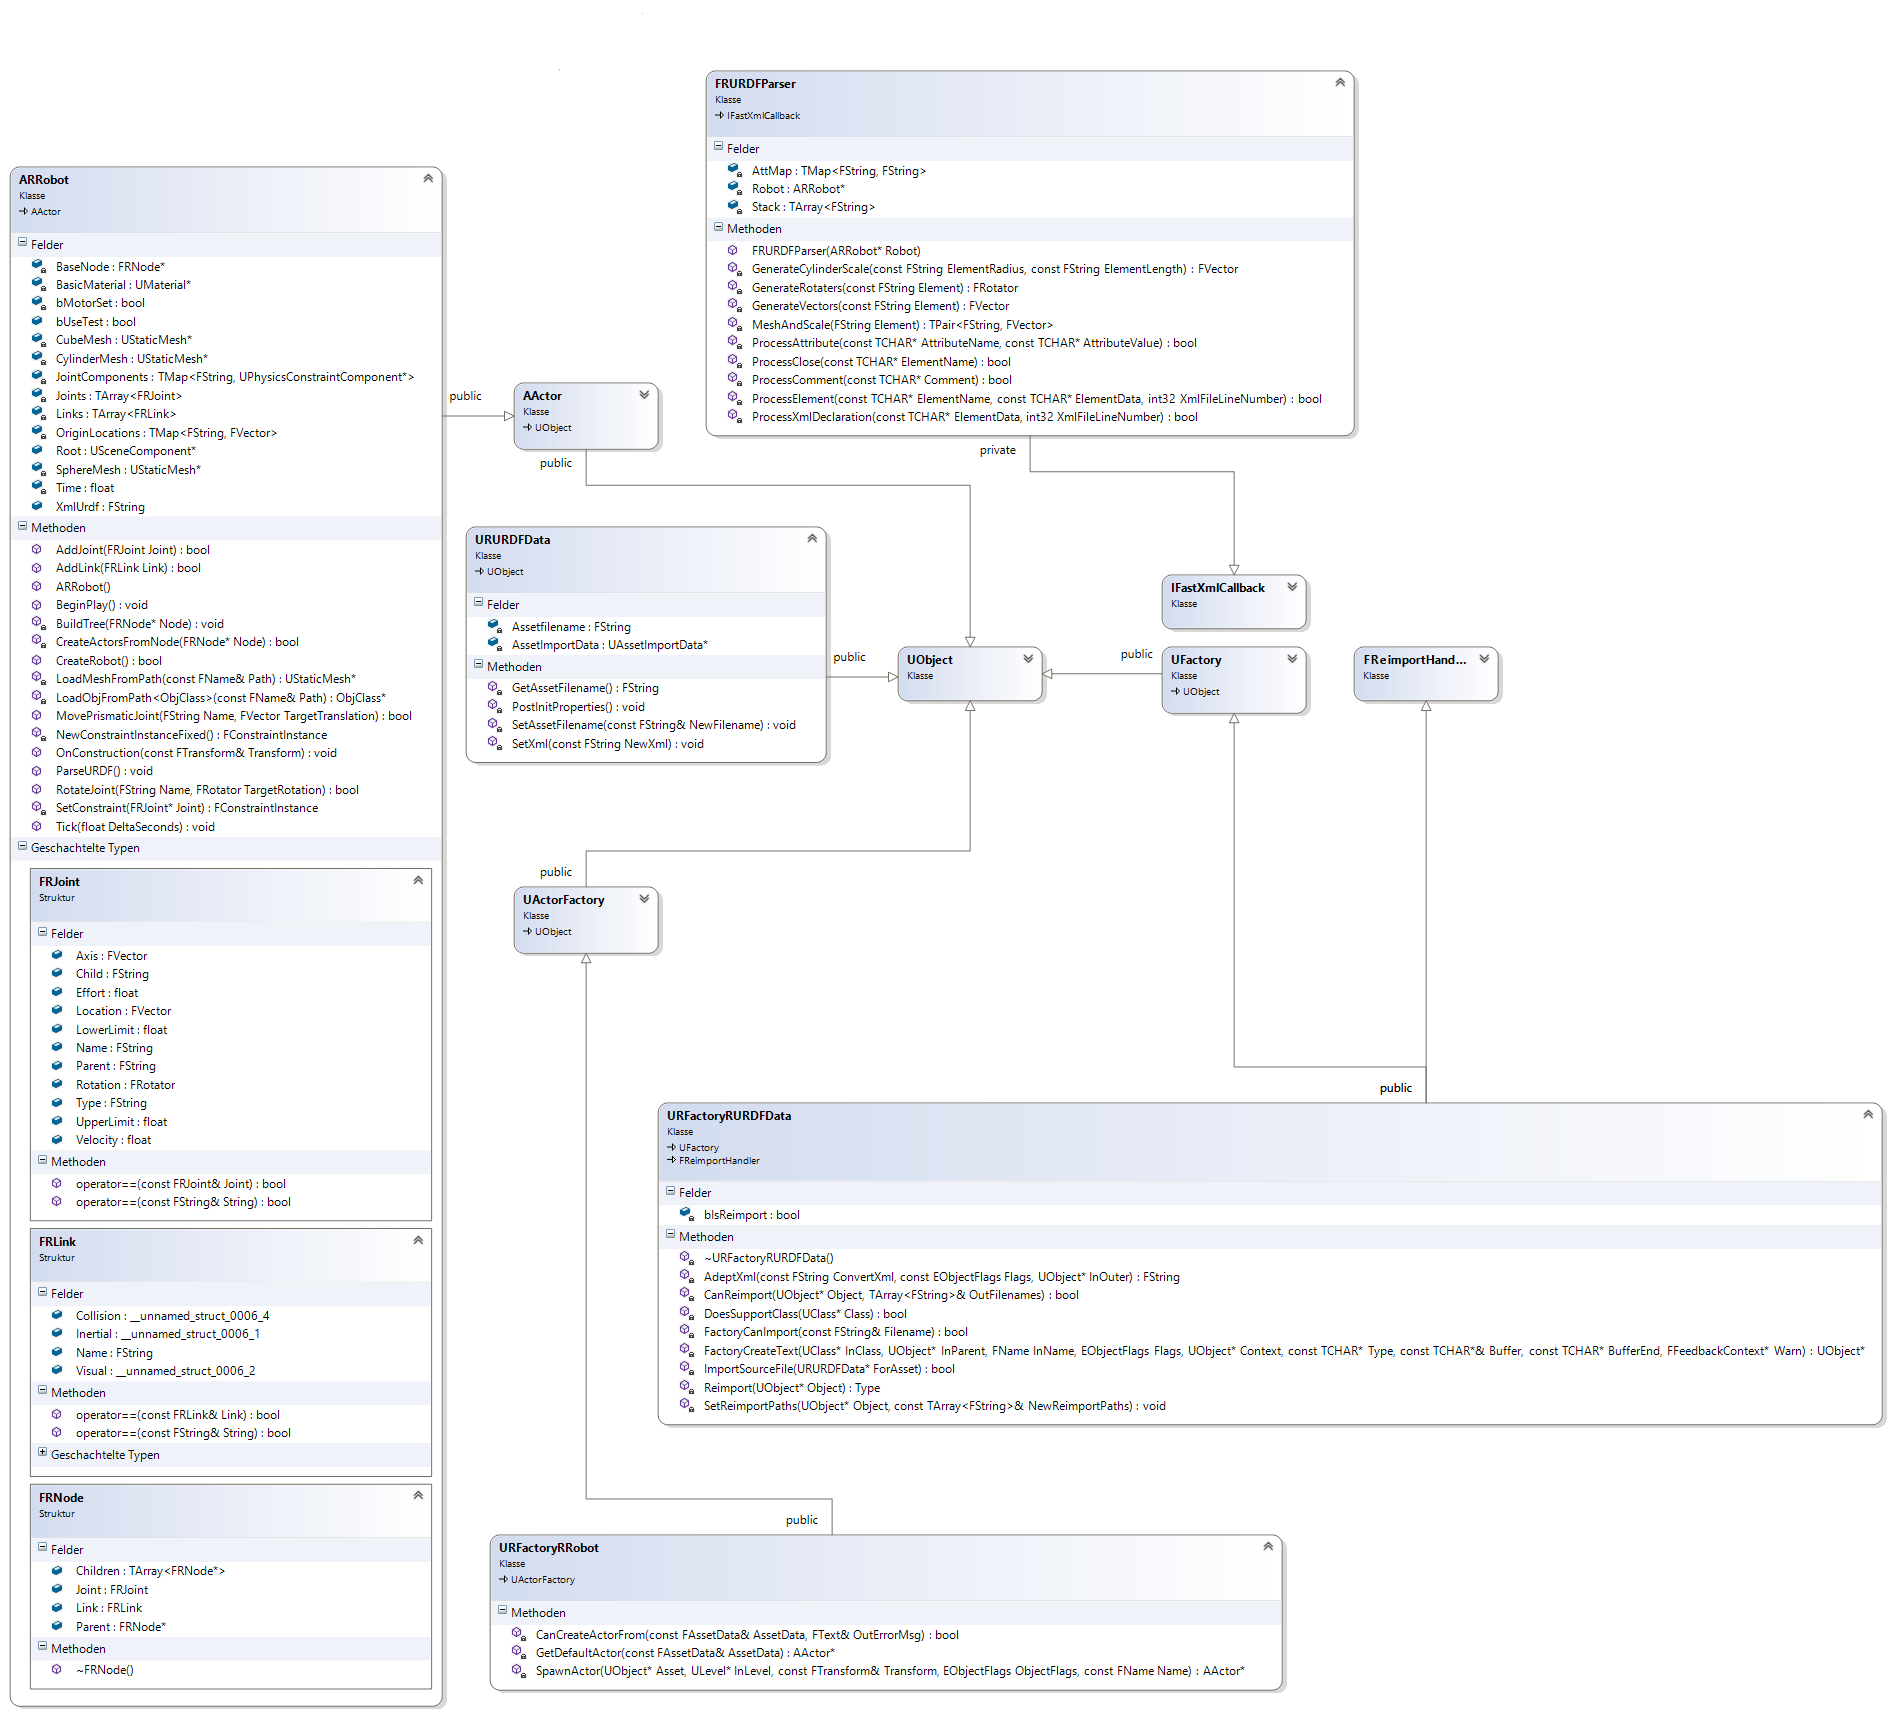 FRURDFParser
Klasse
IFastXmlCallback
Felder
AttMap : TMap<FString, FString>
Robot : ARRobot*
Stack : TArray<FString>
Methoden
FRURDFParser(ARRobot* Robot)
GenerateCylinderScale(const FString ElementRadius, const FString ElementLength) : FVector
GenerateRotaters(const FString Element) : FRotator
GenerateVectors(const FString Element) : FVector
MeshAndScale(FString Element) : TPair<FString, FVector>
ProcessAttribute(const TCHAR* AttributeName, const TCHAR* AttributeValue) : bool
ProcessClose(const TCHAR* ElementName) : bool
ProcessComment(const TCHAR* Comment) : bool
ProcessElement(const TCHAR* ElementName, const TCHAR* ElementData, int32 XmlFileLineNumber) : bool
ProcessXmlDeclaration(const TCHAR* ElementData, int32 XmlFileLineNumber) : bool
private
ARRobot
Klasse
AActor
Felder
BaseNode : FRNode*
BasicMaterial : UMaterial*
bMotorSet : bool
bUseTest : bool
CubeMesh : UStaticMesh*
CylinderMesh : UStaticMesh*
JointComponents : TMap<FString, UPhysicsConstraintComponent*>
Joints : TArray<FRJoint>
Links : TArray<FRLink>
OriginLocations : TMap<FString, FVector>
Root : USceneComponent*
SphereMesh : UStaticMesh*
Time : float
XmlUrdf : FString
Methoden
AddJoint(FRJoint Joint) : bool
AddLink(FRLink Link) : bool
ARRobot()
BeginPlay() : void
BuildTree(FRNode* Node) : void
CreateActorsFromNode(FRNode* Node) : bool
CreateRobot() : bool
LoadMeshFromPath(const FName& Path) : UStaticMesh*
LoadObjFromPath<ObjClass>(const FName& Path) : ObjClass*
MovePrismaticJoint(FString Name, FVector TargetTranslation) : bool
NewConstraintInstanceFixed() : FConstraintInstance
OnConstruction(const FTransform& Transform) : void
ParseURDF() : void
RotateJoint(FString Name, FRotator TargetRotation) : bool
SetConstraint(FRJoint* Joint) : FConstraintInstance
Tick(float DeltaSeconds) : void
Geschachtelte Typen
FRJoint
Struktur
Felder
Axis : FVector
Child : FString
Effort : float
Location : FVector
LowerLimit : float
Name : FString
Parent : FString
Rotation : FRotator
Type : FString
UpperLimit : float
Velocity : float
Methoden
operator==(const FRJoint& Joint) : bool
operator==(const FString& String) : bool
FRLink
Struktur
Felder
Collision : __unnamed_struct_0006_4
Inertial : __unnamed_struct_0006_1
Name : FString
Visual : __unnamed_struct_0006_2
Methoden
operator==(const FRLink& Link) : bool
operator==(const FString& String) : bool
Geschachtelte Typen
FRNode
Struktur
Felder
Children : TArray<FRNode*>
Joint : FRJoint
Link : FRLink
Parent : FRNode*
Methoden
~FRNode()
public
AActor
Klasse
UObject
public
URURDFData
Klasse
UObject
Felder
Assetfilename : FString
AssetImportData : UAssetImportData*
Methoden
GetAssetFilename() : FString
PostInitProperties() : void
SetAssetFilename(const FString& NewFilename) : void
SetXml(const FString NewXml) : void
public
UObject
Klasse
IFastXmlCallback
Klasse
public
UFactory
Klasse
UObject
FReimportHand...
Klasse
public
UActorFactory
Klasse
UObject
public
URFactoryRURDFData
Klasse
UFactory
FReimportHandler
Felder
bIsReimport : bool
Methoden
~URFactoryRURDFData()
AdeptXml(const FString ConvertXml, const EObjectFlags Flags, UObject* InOuter) : FString
CanReimport(UObject* Object, TArray<FString>& OutFilenames) : bool
DoesSupportClass(UClass* Class) : bool
FactoryCanImport(const FString& Filename) : bool
FactoryCreateText(UClass* InClass, UObject* InParent, FName InName, EObjectFlags Flags, UObject* Context, const TCHAR* Type, const TCHAR*& Buffer, const TCHAR* BufferEnd, FFeedbackContext* Warn) : UObject*
ImportSourceFile(URURDFData* ForAsset) : bool
Reimport(UObject* Object) : Type
SetReimportPaths(UObject* Object, const TArray<FString>& NewReimportPaths) : void
public
URFactoryRRobot
Klasse
UActorFactory
Methoden
CanCreateActorFrom(const FAssetData& AssetData, FText& OutErrorMsg) : bool
GetDefaultActor(const FAssetData& AssetData) : AActor*
SpawnActor(UObject* Asset, ULevel* InLevel, const FTransform& Transform, EObjectFlags ObjectFlags, const FName Name) : AActor*